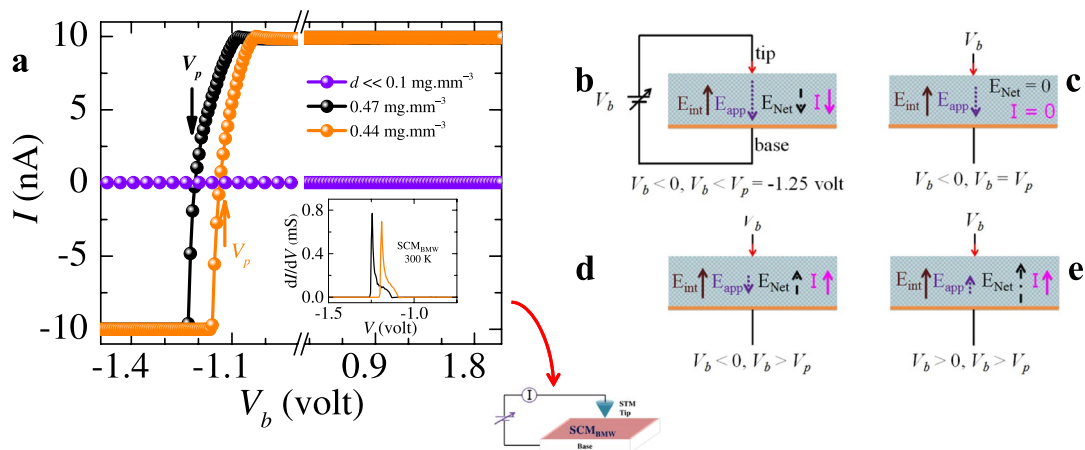 a
10
5
0
-5
-10
I (nA)
-1.4
-1.1
0.9
1.8
V_b (volt)
V_p
V_p
d << 0.1 mg.mm⁻³
0.47 mg.mm⁻³
0.44 mg.mm⁻³
dI/dV (mS)
0.8
0.4
0.0
-1.5
-1.0
V (volt)
SCM_BMW
300 K
I
STM
Tip
SCM_BMW
Base
b
tip
V_b
E_int E_app E_Net I
base
V_b < 0, V_b < V_p = -1.25 volt
c
V_b
E_int E_app E_Net = 0
I = 0
V_b < 0, V_b = V_p
d
V_b
E_int E_app E_Net I
V_b < 0, V_b > V_p
e
V_b
E_int E_app E_Net I
V_b > 0, V_b > V_p